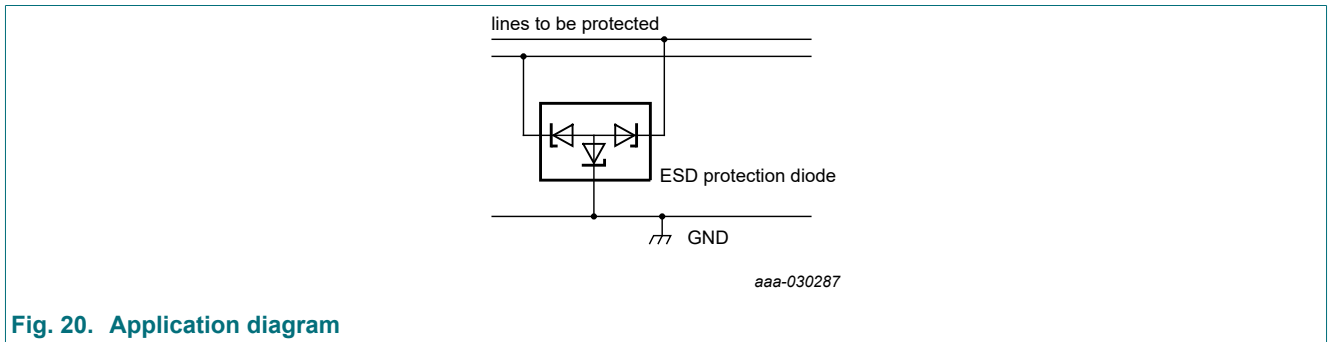 lines to be protected
ESD protection diode
GND
aaa-030287
Fig. 20. Application diagram